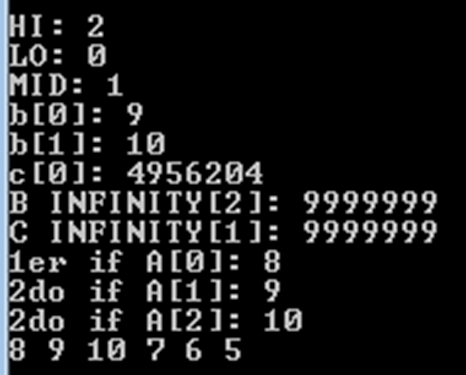 HI: 2
LO: 0
MID: 1
b[0]: 9
b[1]: 10
c[0]: 4956204
B INFINITY[2]: 9999999
C INFINITY[1]: 9999999
1er if A[0]: 8
2do if A[1]: 9
2do if A[2]: 10
8 9 10 7 6 5